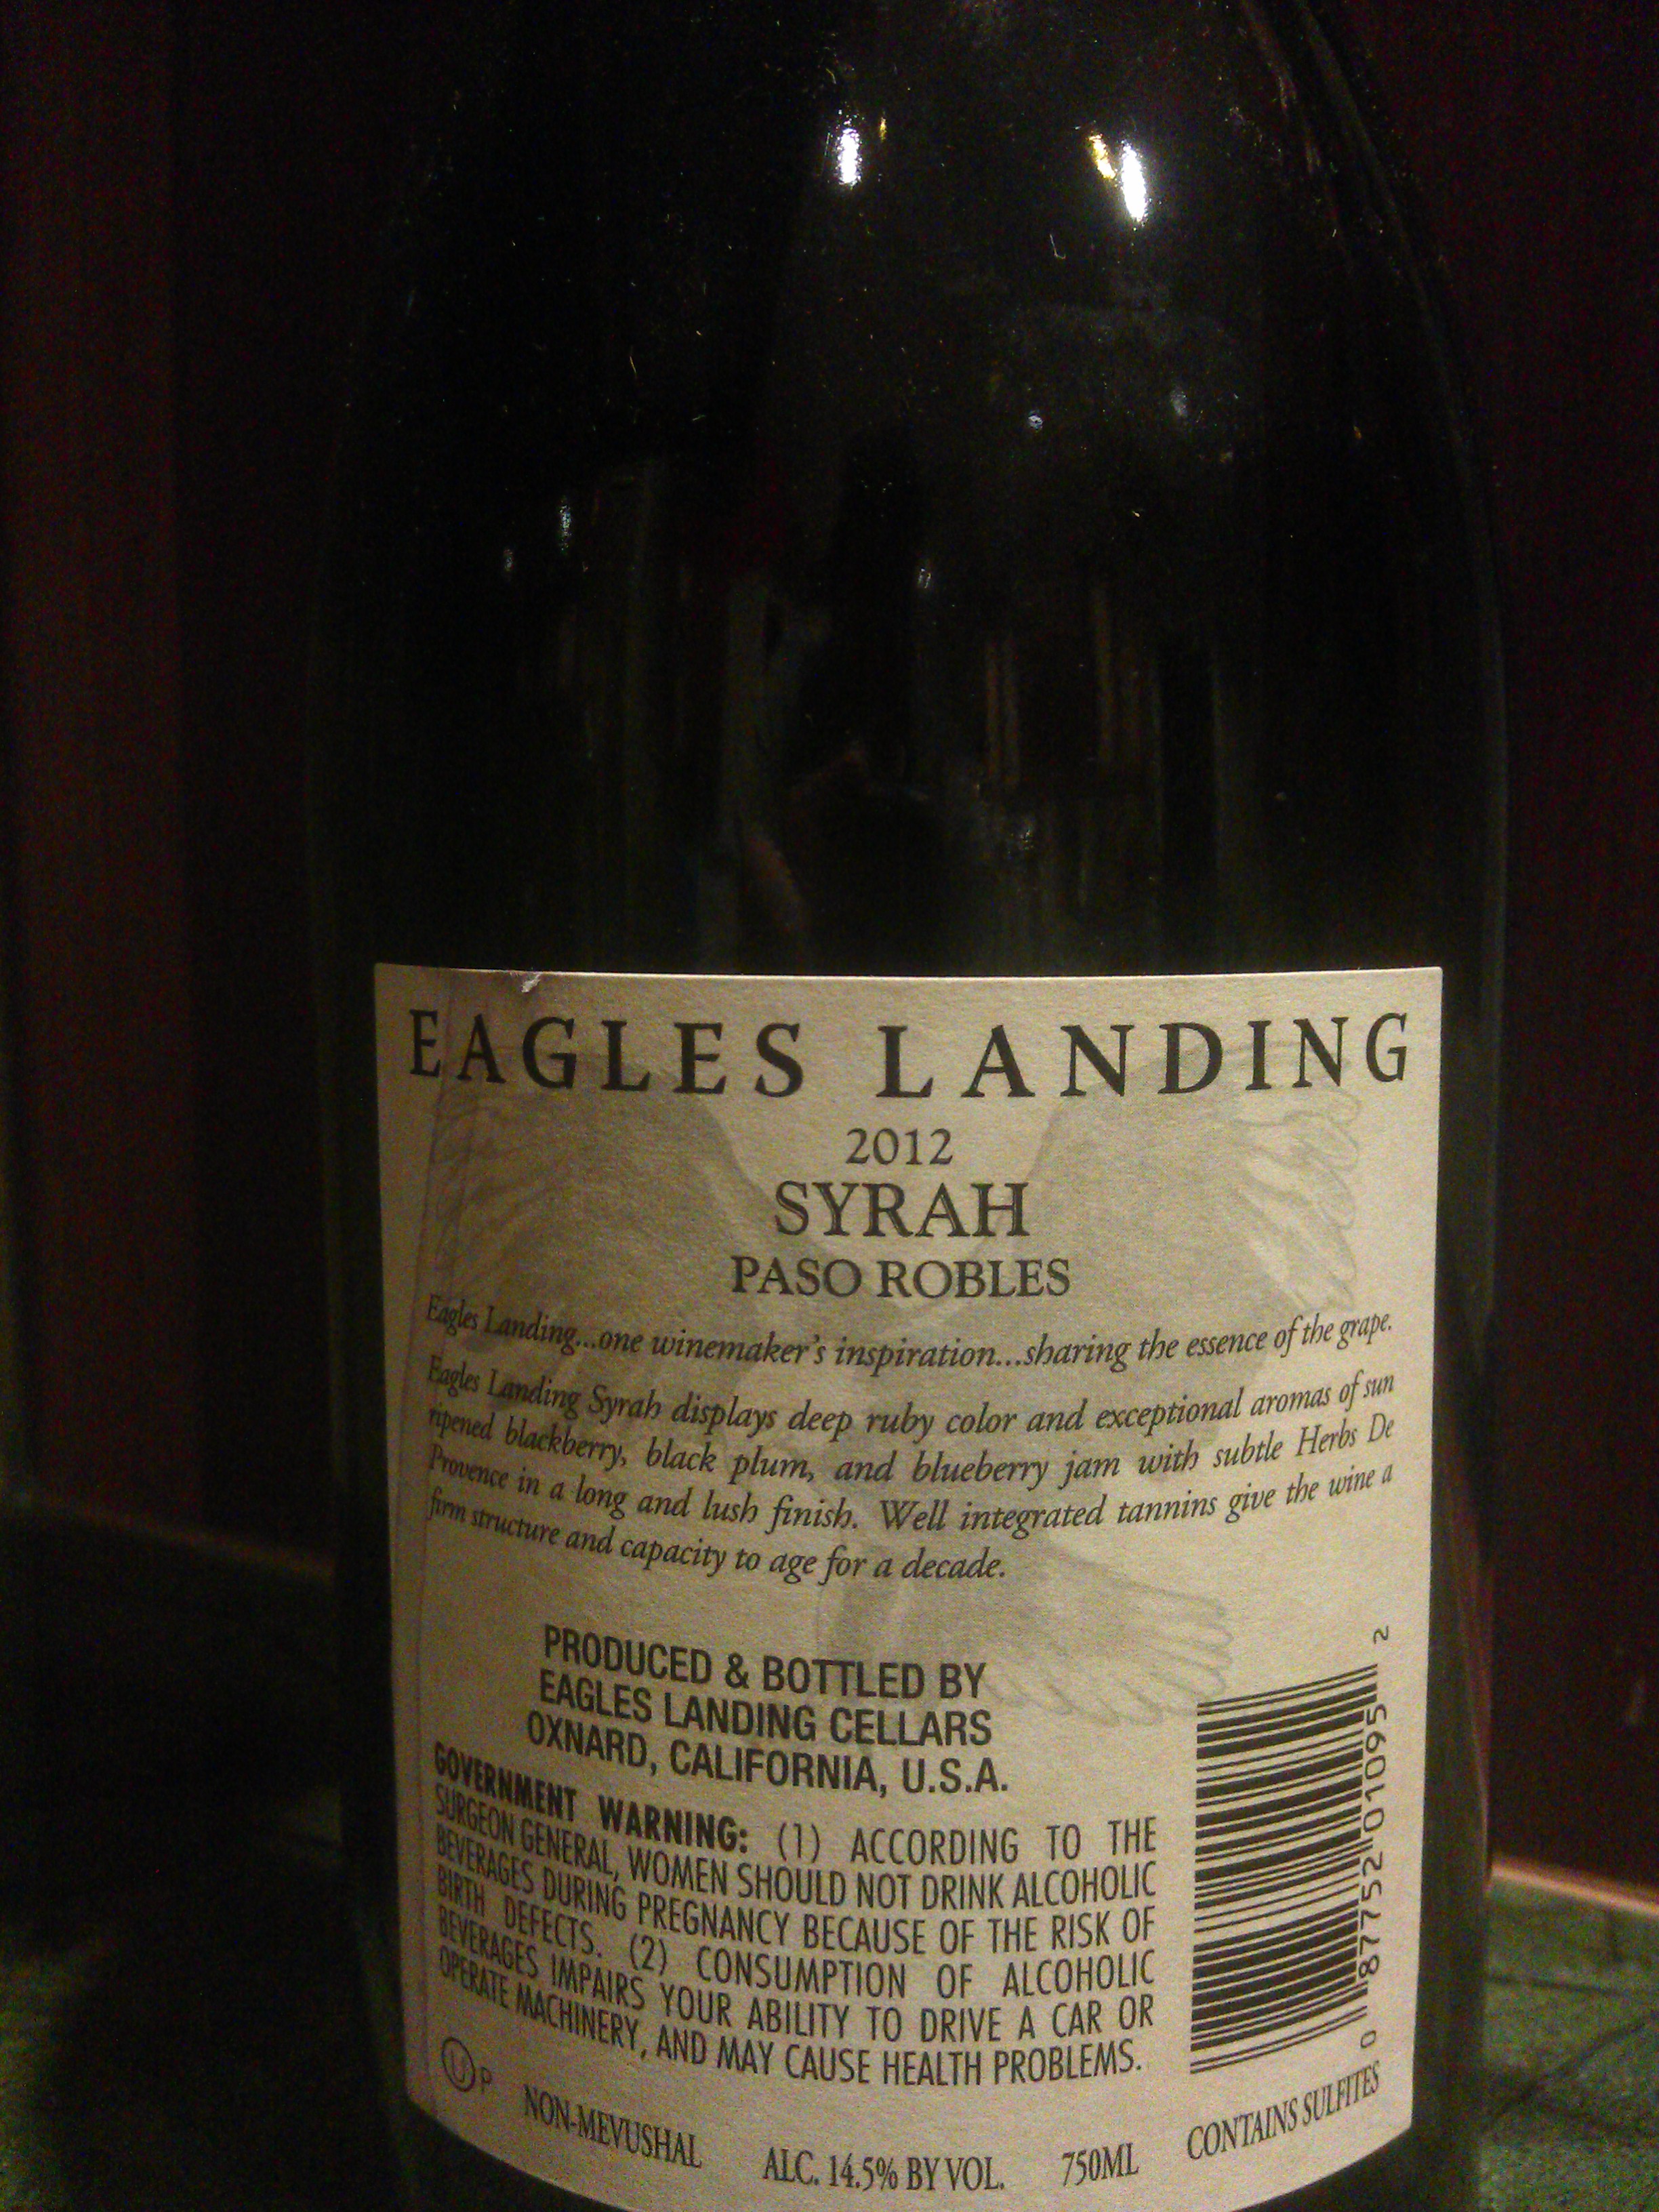 EAGLES LANDING
2012
SYRAH
PASO ROBLES
Eagles Landing...one winemaker's inspiration...sharing the essence of the grape.
Eagles Landing Syrah displays deep ruby color and exceptional aromas of sun
ripened blackberry, black plum, and blueberry jam with subtle Herbs De
Provence in a long and lush finish. Well integrated tannins give the wine a
firm structure and capacity to age for a decade.
PRODUCED & BOTTLED BY
EAGLES LANDING CELLARS
OXNARD, CALIFORNIA, U.S.A.
GOVERNMENT WARNING: (1) ACCORDING TO THE
SURGEON GENERAL, WOMEN SHOULD NOT DRINK ALCOHOLIC
BEVERAGES DURING PREGNANCY BECAUSE OF THE RISK OF
BIRTH DEFECTS. (2) CONSUMPTION OF ALCOHOLIC
BEVERAGES IMPAIRS YOUR ABILITY TO DRIVE A CAR OR
OPERATE MACHINERY, AND MAY CAUSE HEALTH PROBLEMS.
0 87752 01095 2
U P NON-MEVUSHAL ALC. 14.5% BY VOL. 750ML CONTAINS SULFITES